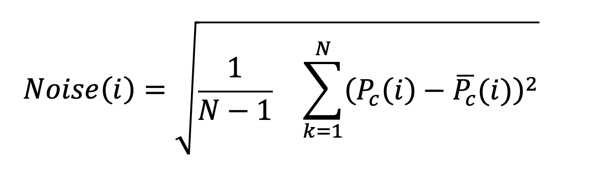 Noise(i) = √(1/(N − 1) ∑_{k=1}^{N} (P_c(i) − P̅_c(i))²)